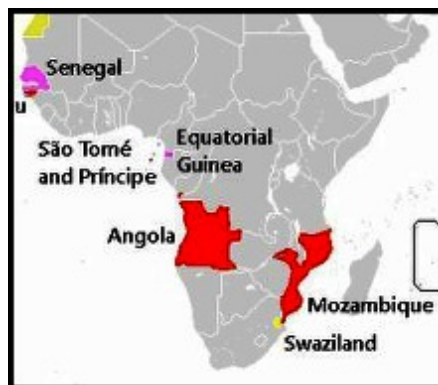 Senegal
u
São Tomé
and Príncipe
Equatorial
Guinea
Angola
Mozambique
Swaziland